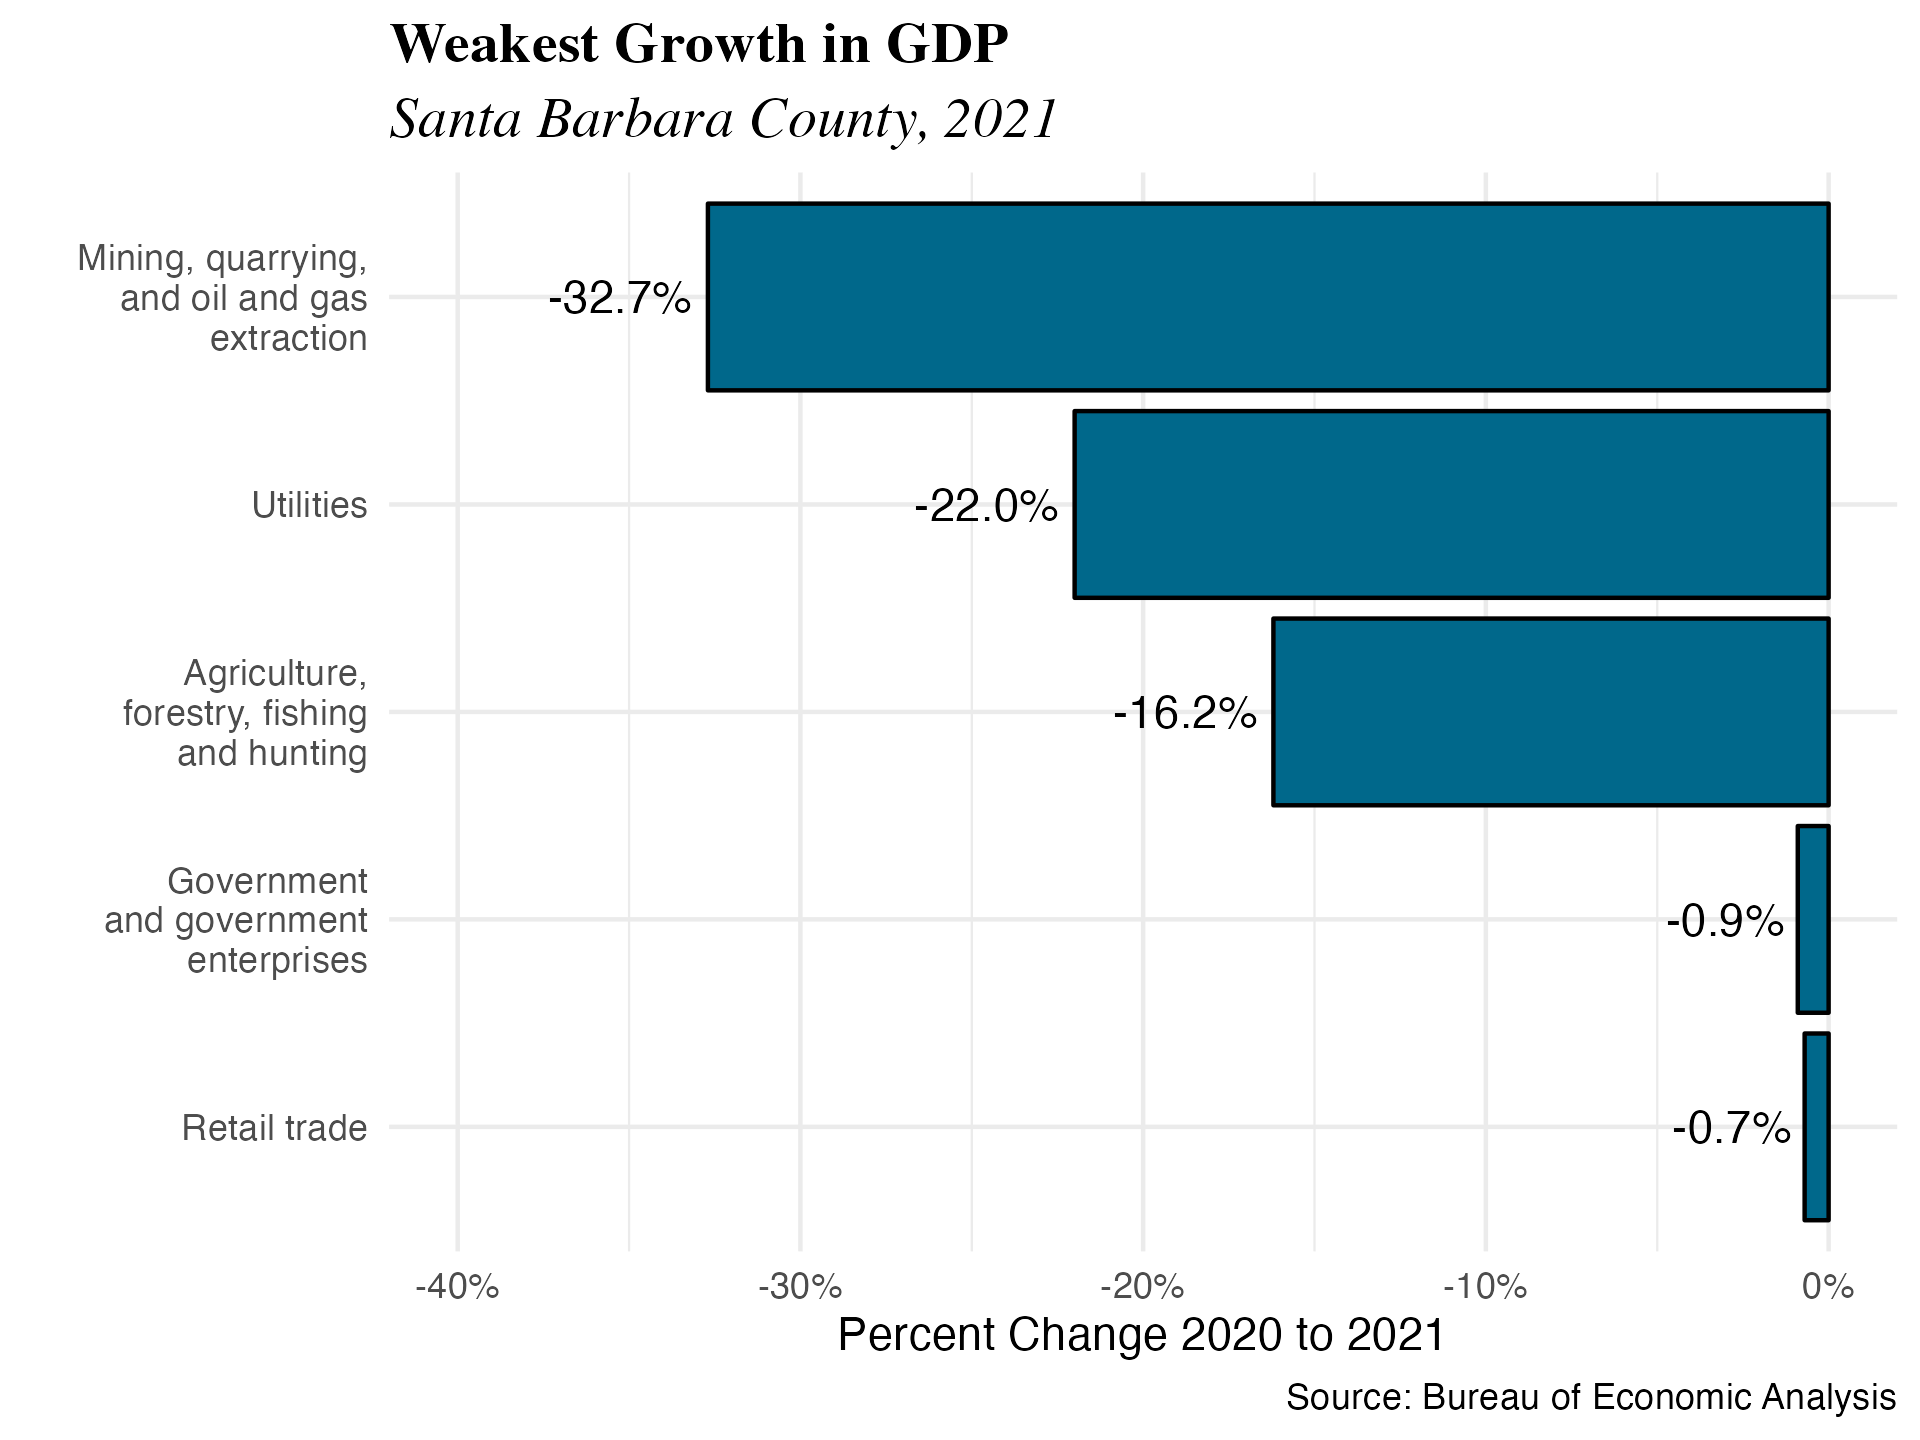 Weakest Growth in GDP
Santa Barbara County, 2021
Mining, quarrying,
and oil and gas
extraction
-32.7%
Utilities
-22.0%
Agriculture,
forestry, fishing
and hunting
-16.2%
Government
and government
enterprises
-0.9%
Retail trade
-0.7%
-40%
-30%
-20%
-10%
0%
Percent Change 2020 to 2021
Source: Bureau of Economic Analysis